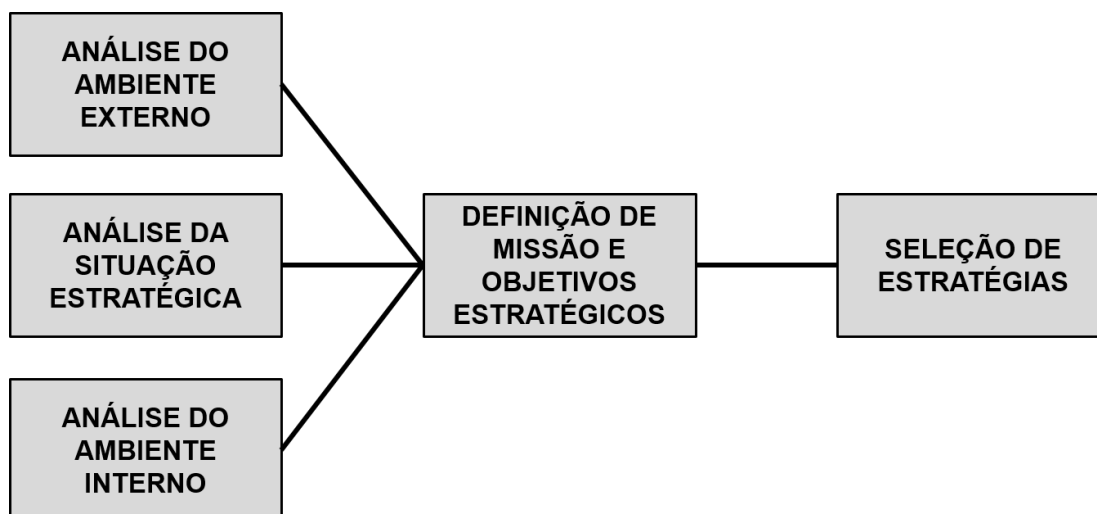 ANÁLISE DO
AMBIENTE
EXTERNO
ANÁLISE DA
SITUAÇÃO
ESTRATÉGICA
ANÁLISE DO
AMBIENTE
INTERNO
DEFINIÇÃO DE
MISSÃO E
OBJETIVOS
ESTRATÉGICOS
SELEÇÃO DE
ESTRATÉGIAS